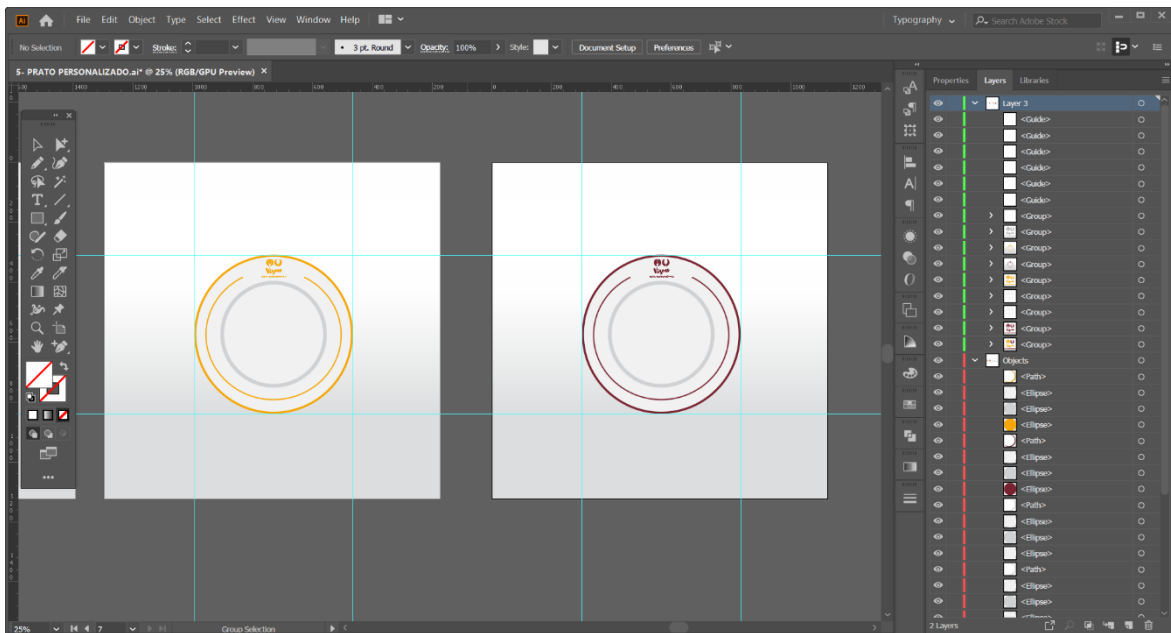 Ai File Edit Object Type Select Effect View Window Help Typography Search Adobe Stock
No Selection Stroke: 3 pt. Round Opacity: 100% Style: Document Setup Preferences
5- PRATO PERSONALIZADO.ai* @ 25% (RGB/GPU Preview) ×
Properties Layers Libraries
Layer 3
<Guide>
<Guide>
<Guide>
<Guide>
<Guide>
<Guide>
<Group>
<Group>
<Group>
<Group>
<Group>
<Group>
<Group>
<Group>
<Group>
Objects
<Path>
<Ellipse>
<Ellipse>
<Ellipse>
<Path>
<Ellipse>
<Ellipse>
<Ellipse>
<Path>
<Ellipse>
<Ellipse>
<Ellipse>
<Path>
<Ellipse>
<Ellipse>
25% 7 Group Selection 2 Layers